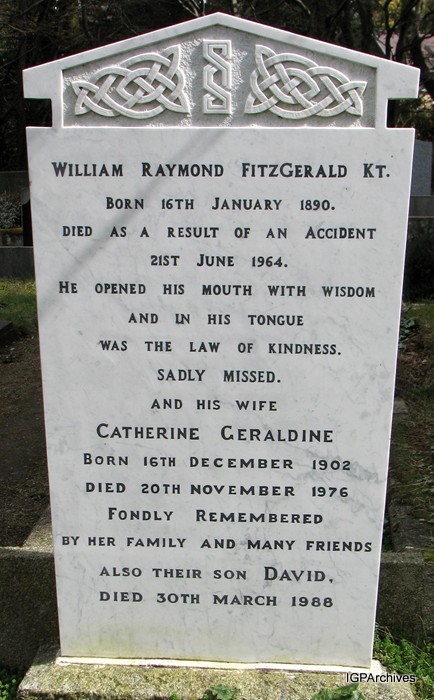 William Raymond FitzGerald Kt.
Born 16th January 1890.
Died as a result of an Accident
21st June 1964.
He opened his mouth with wisdom
and in his tongue
was the law of kindness.
Sadly missed.
and his wife
Catherine Geraldine
Born 16th December 1902
Died 20th November 1976
Fondly Remembered
by her family and many friends
also their son David,
died 30th March 1988
IGPArchives